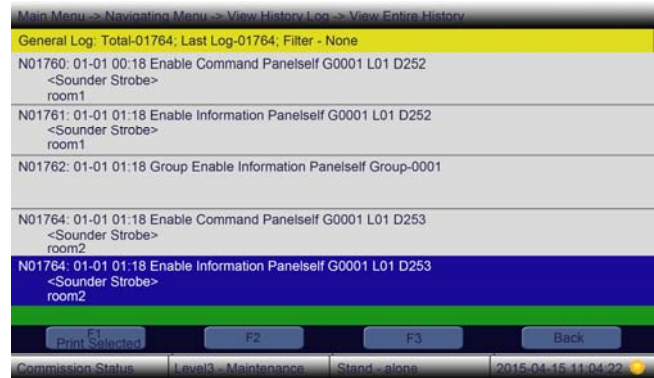 Main Menu -> Navigating Menu -> View History Log -> View Entire History
General Log: Total-01764; Last Log-01764; Filter - None
N01760: 01-01 00:18 Enable Command Panelself G0001 L01 D252
<Sounder Strobe>
room1
N01761: 01-01 01:18 Enable Information Panelself G0001 L01 D252
<Sounder Strobe>
room1
N01762: 01-01 01:18 Group Enable Information Panelself Group-0001
N01764: 01-01 01:18 Enable Command Panelself G0001 L01 D253
<Sounder Strobe>
room2
N01764: 01-01 01:18 Enable Information Panelself G0001 L01 D253
<Sounder Strobe>
room2
F1
Print Selected
F2
F3
Back
Commission Status
Level3 - Maintenance
Stand - alone
2015-04-15 11:04:22